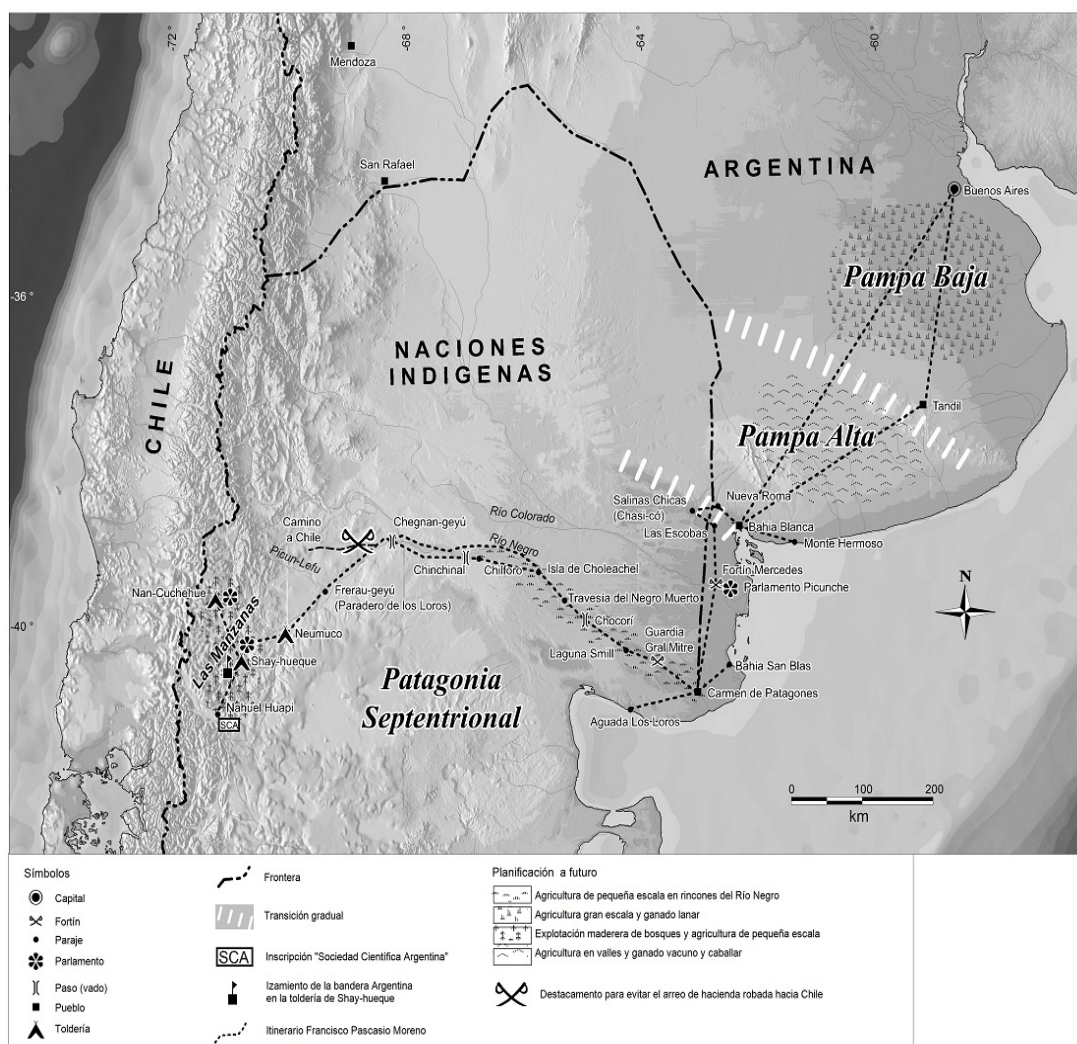 -72°
-68°
-64°
-60°
Mendoza
San Rafael
ARGENTINA
Buenos Aires
-36°
Pampa Baja
CHILE
NACIONES
INDIGENAS
Tandil
Pampa Alta
Nueva Roma
Salinas Chicas
(Chasi-có)
Bahia Blanca
Las Escobas
Monte Hermoso
Río Colorado
Camino
a Chile
Chegnan-geyú
Río Negro
Picun-Lefu
Chinchinal
Chilforo
Isla de Choleachel
Fortín Mercedes
Parlamento Picunche
Nan-Cuchehue
Frerau-geyú
(Paradero de los Loros)
Travesia del Negro Muerto
N
-40°
Las Manzanas
Neumuco
Chocorí
Guardia
Gral Mitre
Shay-hueque
Laguna Smill
Bahia San Blas
Patagonia
Septentrional
Carmen de Patagones
Nahuel Huapi
SCA
Aguada Los Loros
0 100 200
km
Símbolos
Capital
Fortín
Paraje
Parlamento
Paso (vado)
Pueblo
Toldería
Frontera
Transición gradual
SCA
Inscripción "Sociedad Científica Argentina"
Izamiento de la bandera Argentina
en la toldería de Shay-hueque
Itinerario Francisco Pascasio Moreno
Planificación a futuro
Agricultura de pequeña escala en rincones del Río Negro
Agricultura gran escala y ganado lanar
Explotación maderera de bosques y agricultura de pequeña escala
Agricultura en valles y ganado vacuno y caballar
Destacamento para evitar el arreo de hacienda robada hacia Chile